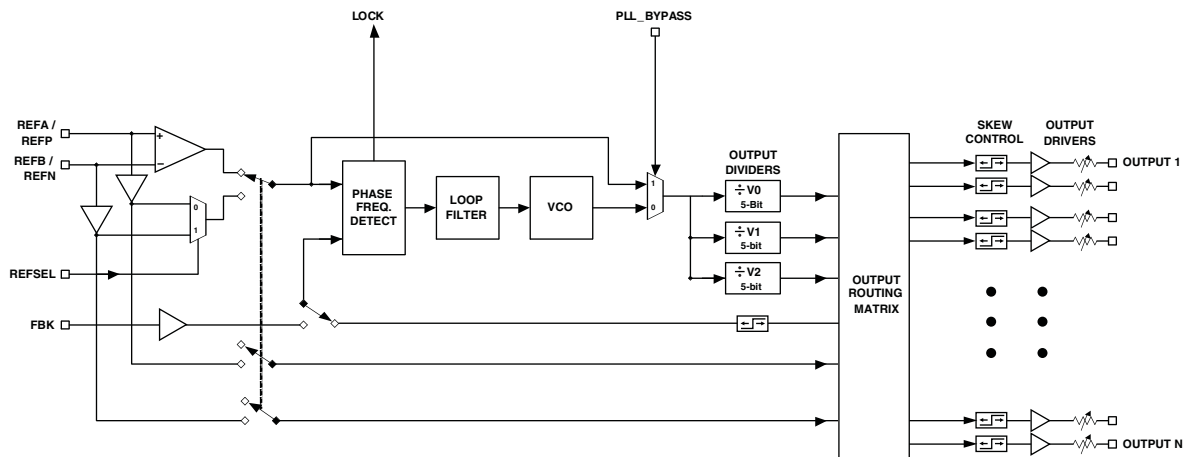 LOCK
PLL_BYPASS
REFA /
REFP
REFB /
REFN
+
–
0
1
REFSEL
FBK
PHASE
FREQ.
DETECT
LOOP
FILTER
VCO
1
0
OUTPUT
DIVIDERS
÷V0
5-Bit
÷V1
5-bit
÷V2
5-bit
OUTPUT
ROUTING
MATRIX
SKEW
CONTROL
OUTPUT
DRIVERS
OUTPUT 1
OUTPUT N